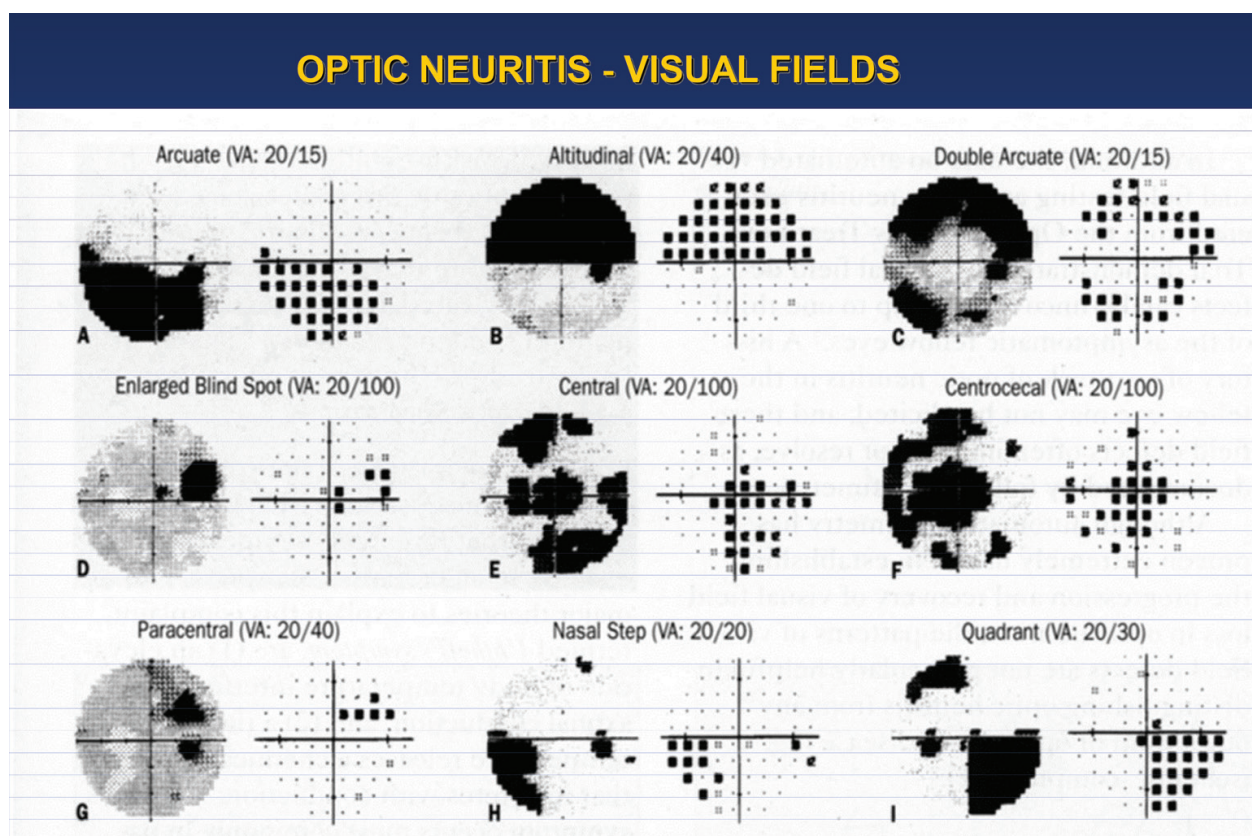 OPTIC NEURITIS - VISUAL FIELDS
Arcuate (VA: 20/15)
Altitudinal (VA: 20/40)
Double Arcuate (VA: 20/15)
A
B
C
Enlarged Blind Spot (VA: 20/100)
Central (VA: 20/100)
Centrocecal (VA: 20/100)
D
E
F
Paracentral (VA: 20/40)
Nasal Step (VA: 20/20)
Quadrant (VA: 20/30)
G
H
I